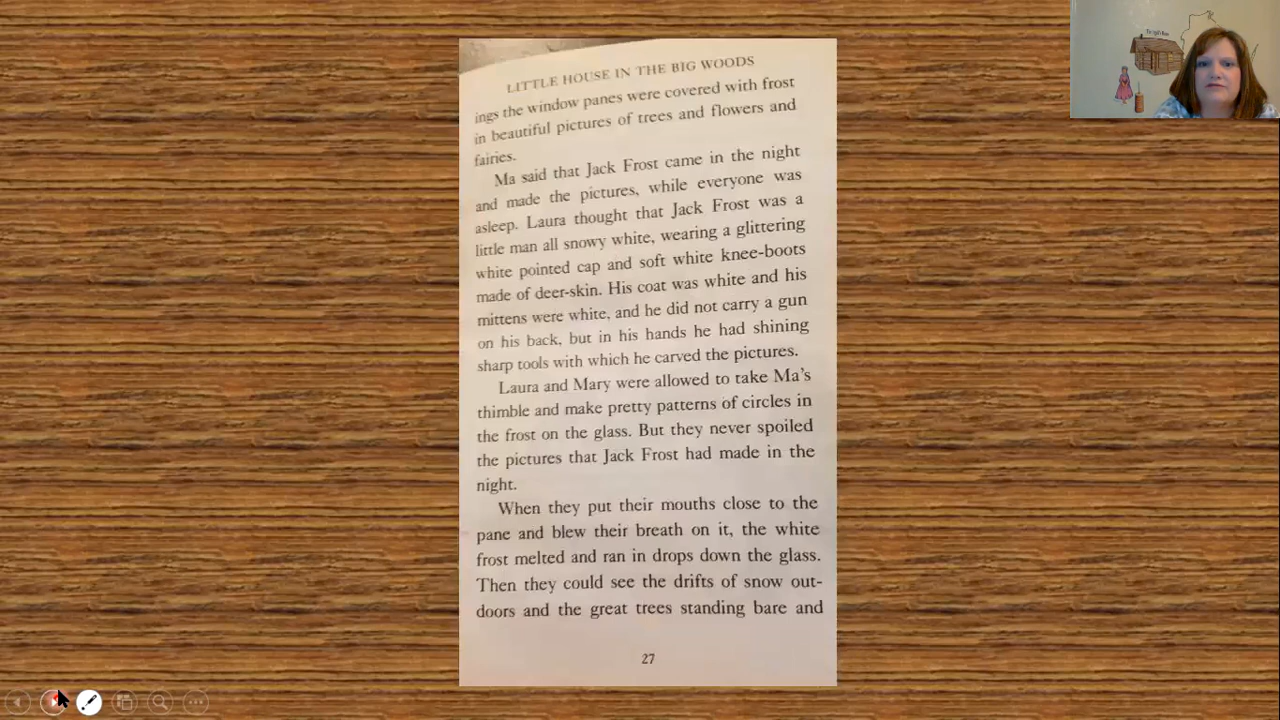 LITTLE HOUSE IN THE BIG WOODS
ings the window panes were covered with frost
in beautiful pictures of trees and flowers and
fairies.
Ma said that Jack Frost came in the night
and made the pictures, while everyone was
asleep. Laura thought that Jack Frost was a
little man all snowy white, wearing a glittering
white pointed cap and soft white knee-boots
made of deer-skin. His coat was white and his
mittens were white, and he did not carry a gun
on his back, but in his hands he had shining
sharp tools with which he carved the pictures.
Laura and Mary were allowed to take Ma's
thimble and make pretty patterns of circles in
the frost on the glass. But they never spoiled
the pictures that Jack Frost had made in the
night.
When they put their mouths close to the
pane and blew their breath on it, the white
frost melted and ran in drops down the glass.
Then they could see the drifts of snow out-
doors and the great trees standing bare and
27